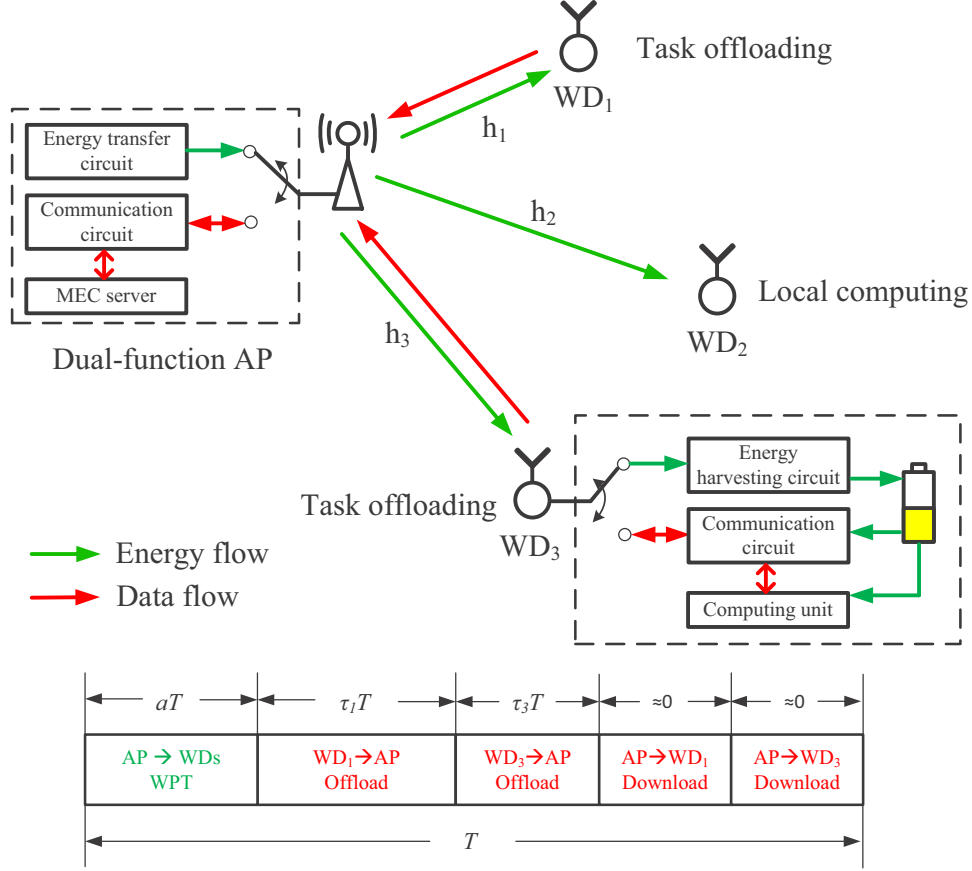 Task offloading
WD₁
h₁
Energy transfer
circuit
Communication
circuit
MEC server
Dual-function AP
h₂
Local computing
WD₂
h₃
Task offloading
WD₃
Energy
harvesting circuit
Communication
circuit
Computing unit
Energy flow
Data flow
aT
τ₁T
τ₃T
≈0
≈0
AP → WDs
WPT
WD₁→AP
Offload
WD₃→AP
Offload
AP→WD₁
Download
AP→WD₃
Download
T